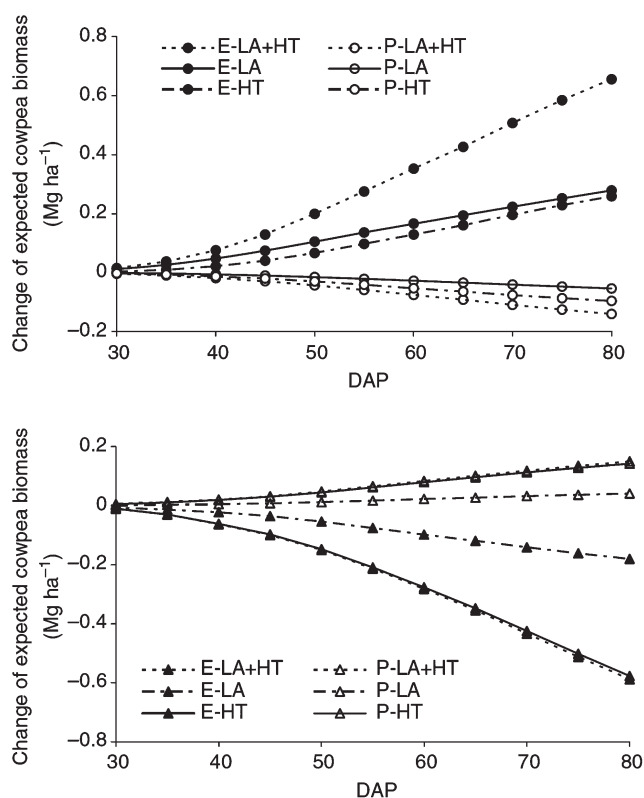 Change of expected cowpea biomass
(Mg ha⁻¹)
0.8
0.6
0.4
0.2
0
−0.2
E-LA+HT
P-LA+HT
E-LA
P-LA
E-HT
P-HT
30 40 50 60 70 80
DAP
Change of expected cowpea biomass
(Mg ha⁻¹)
0.2
0
−0.2
−0.4
−0.6
−0.8
E-LA+HT
P-LA+HT
E-LA
P-LA
E-HT
P-HT
30 40 50 60 70 80
DAP